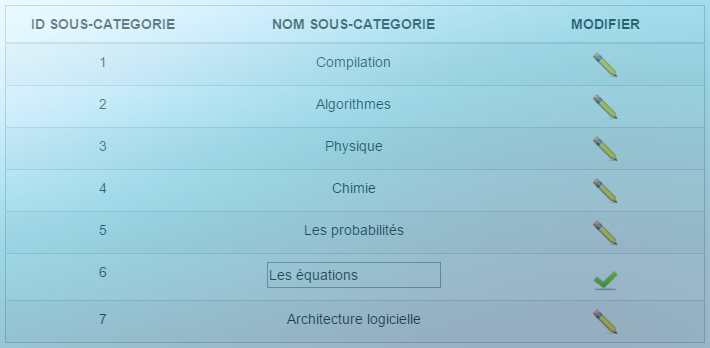 ID SOUS-CATEGORIE NOM SOUS-CATEGORIE MODIFIER
1 Compilation
2 Algorithmes
3 Physique
4 Chimie
5 Les probabilités
6 Les équations
7 Architecture logicielle